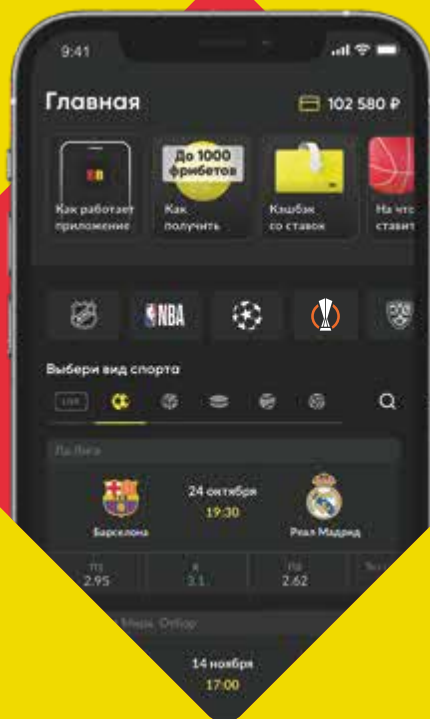 9:41
Главная
102 580 ₽
До 1000
фрибетов
Как работает
приложение
Как
получить
Кэшбэк
со ставок
На что
ставит
NBA
Выбери вид спорта
LIVE
Ла Лига
24 октября
19:30
Барселона
Реал Мадрид
П1
X
П2
2.95
3.1
2.62
Мира. Отбор
14 ноября
17:00